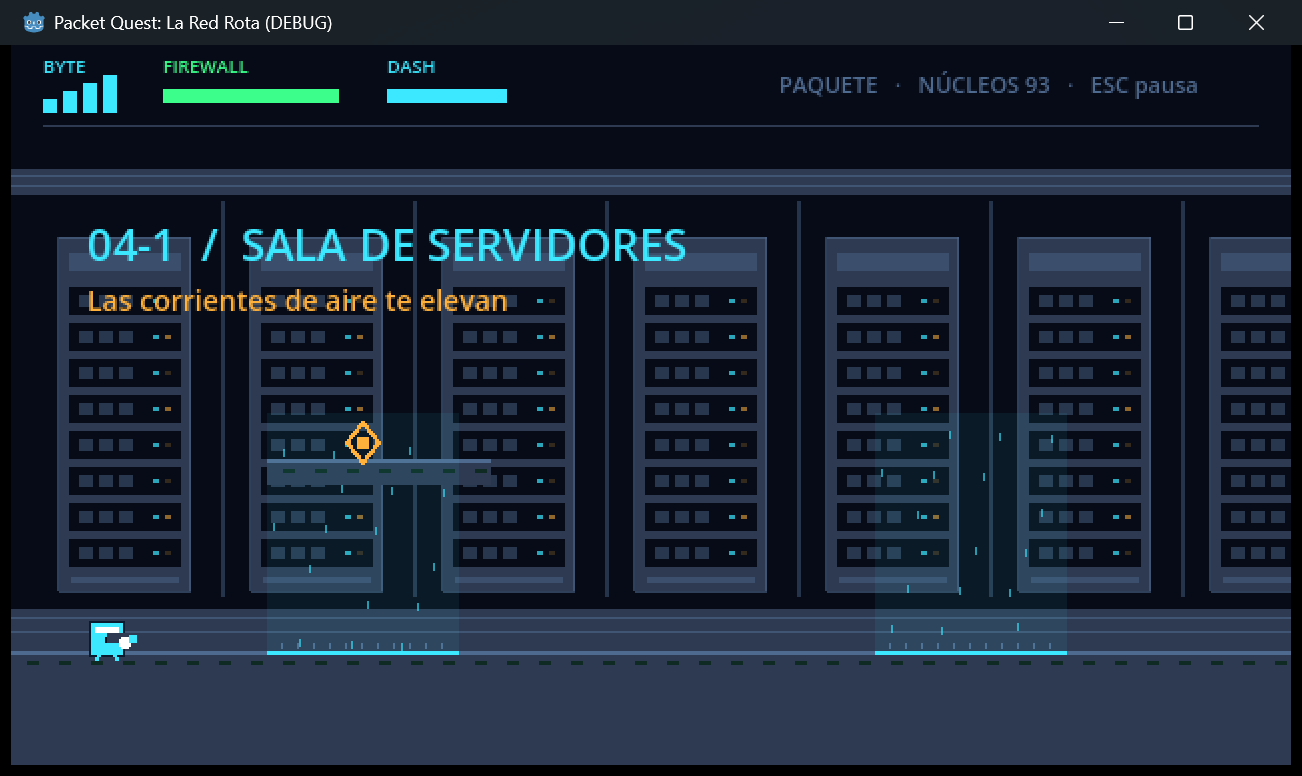 Packet Quest: La Red Rota (DEBUG)
BYTE FIREWALL DASH
PAQUETE · NÚCLEOS 93 · ESC pausa
04-1 / SALA DE SERVIDORES
Las corrientes de aire te elevan